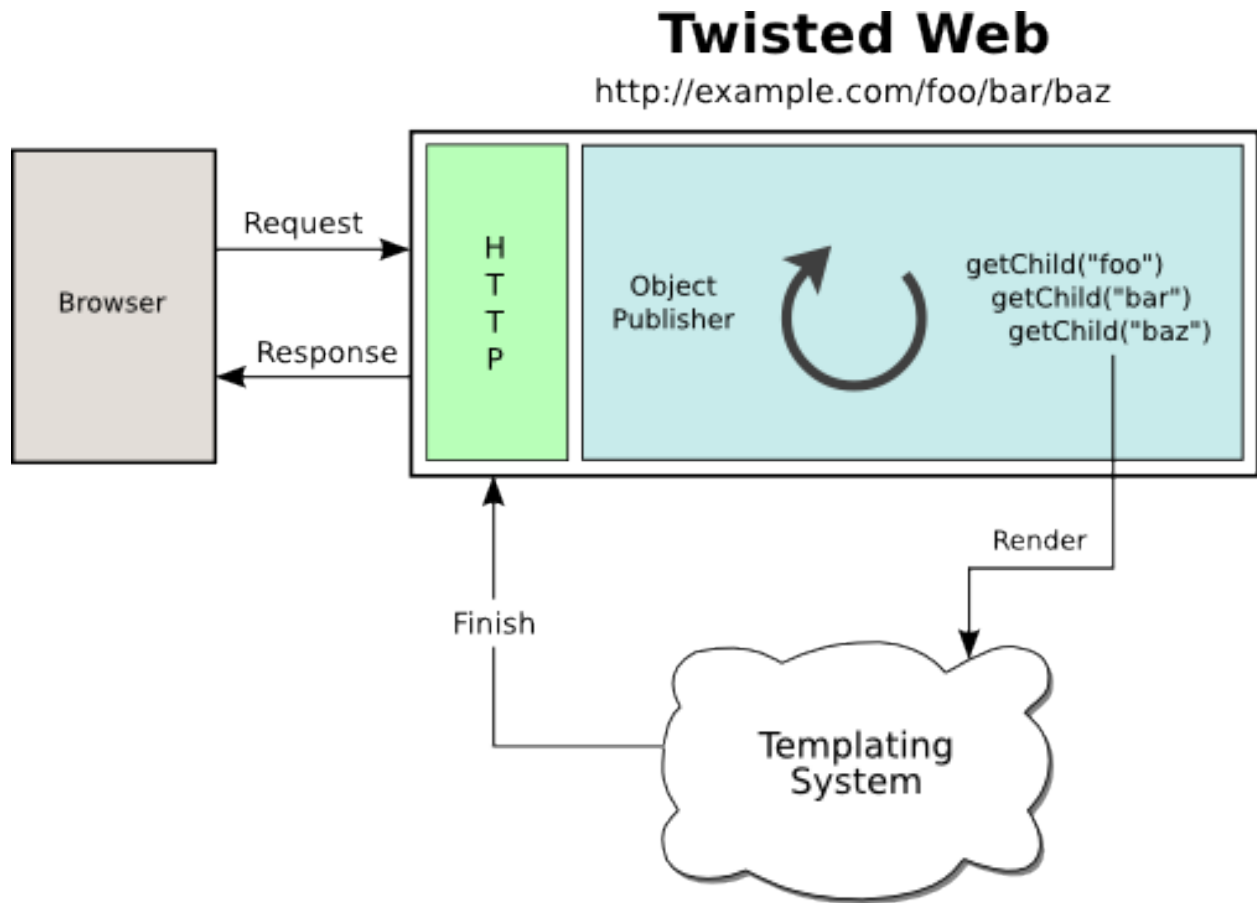 Twisted Web
http://example.com/foo/bar/baz
Request
Browser
Response
H
T
T
P
Object
Publisher
getChild("foo")
getChild("bar")
getChild("baz")
Render
Finish
Templating
System